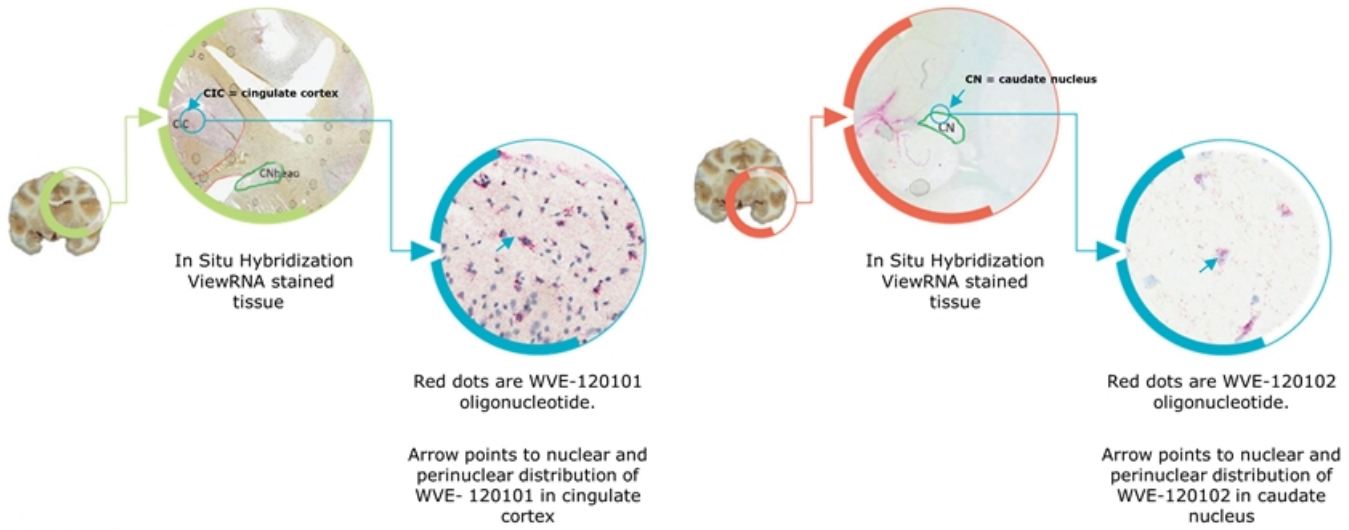 CIC = cingulate cortex
CIC
CNhead
In Situ Hybridization
ViewRNA stained
tissue
Red dots are WVE-120101
oligonucleotide.
Arrow points to nuclear and
perinuclear distribution of
WVE- 120101 in cingulate
cortex
CN = caudate nucleus
CN
In Situ Hybridization
ViewRNA stained
tissue
Red dots are WVE-120102
oligonucleotide.
Arrow points to nuclear and
perinuclear distribution of
WVE-120102 in caudate
nucleus